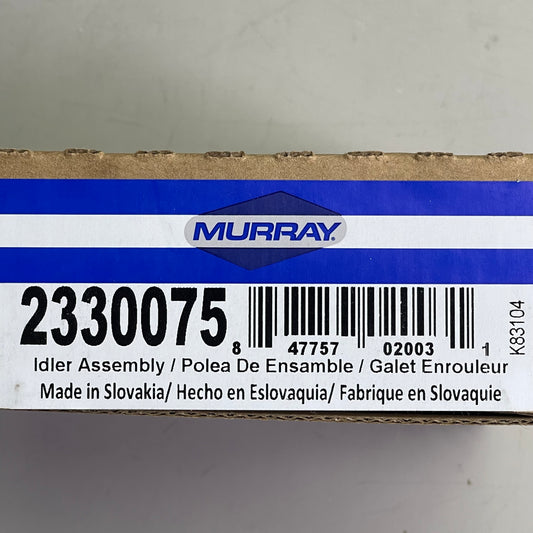 MURRAY
2330075
8 47757 02003 1
K83104
Idler Assembly / Polea De Ensamble / Galet Enrouleur
Made in Slovakia/ Hecho en Eslovaquia/ Fabrique en Slovaquie